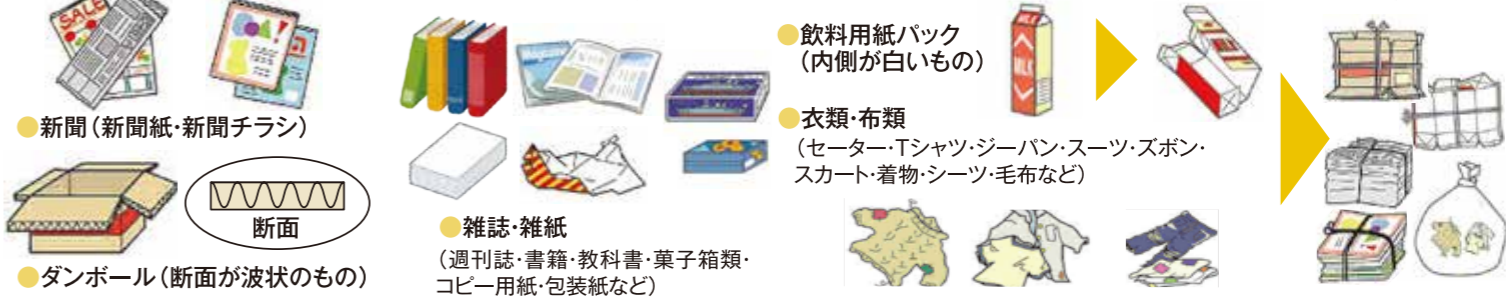 SALE
●新聞（新聞紙・新聞チラシ）
断面
●ダンボール（断面が波状のもの）
●雑誌・雑紙
（週刊誌・書籍・教科書・菓子箱類・
コピー用紙・包装紙など）
●飲料用紙パック
（内側が白いもの）
MILK
●衣類・布類
（セーター・Tシャツ・ジーパン・スーツ・ズボン・
スカート・着物・シーツ・毛布など）